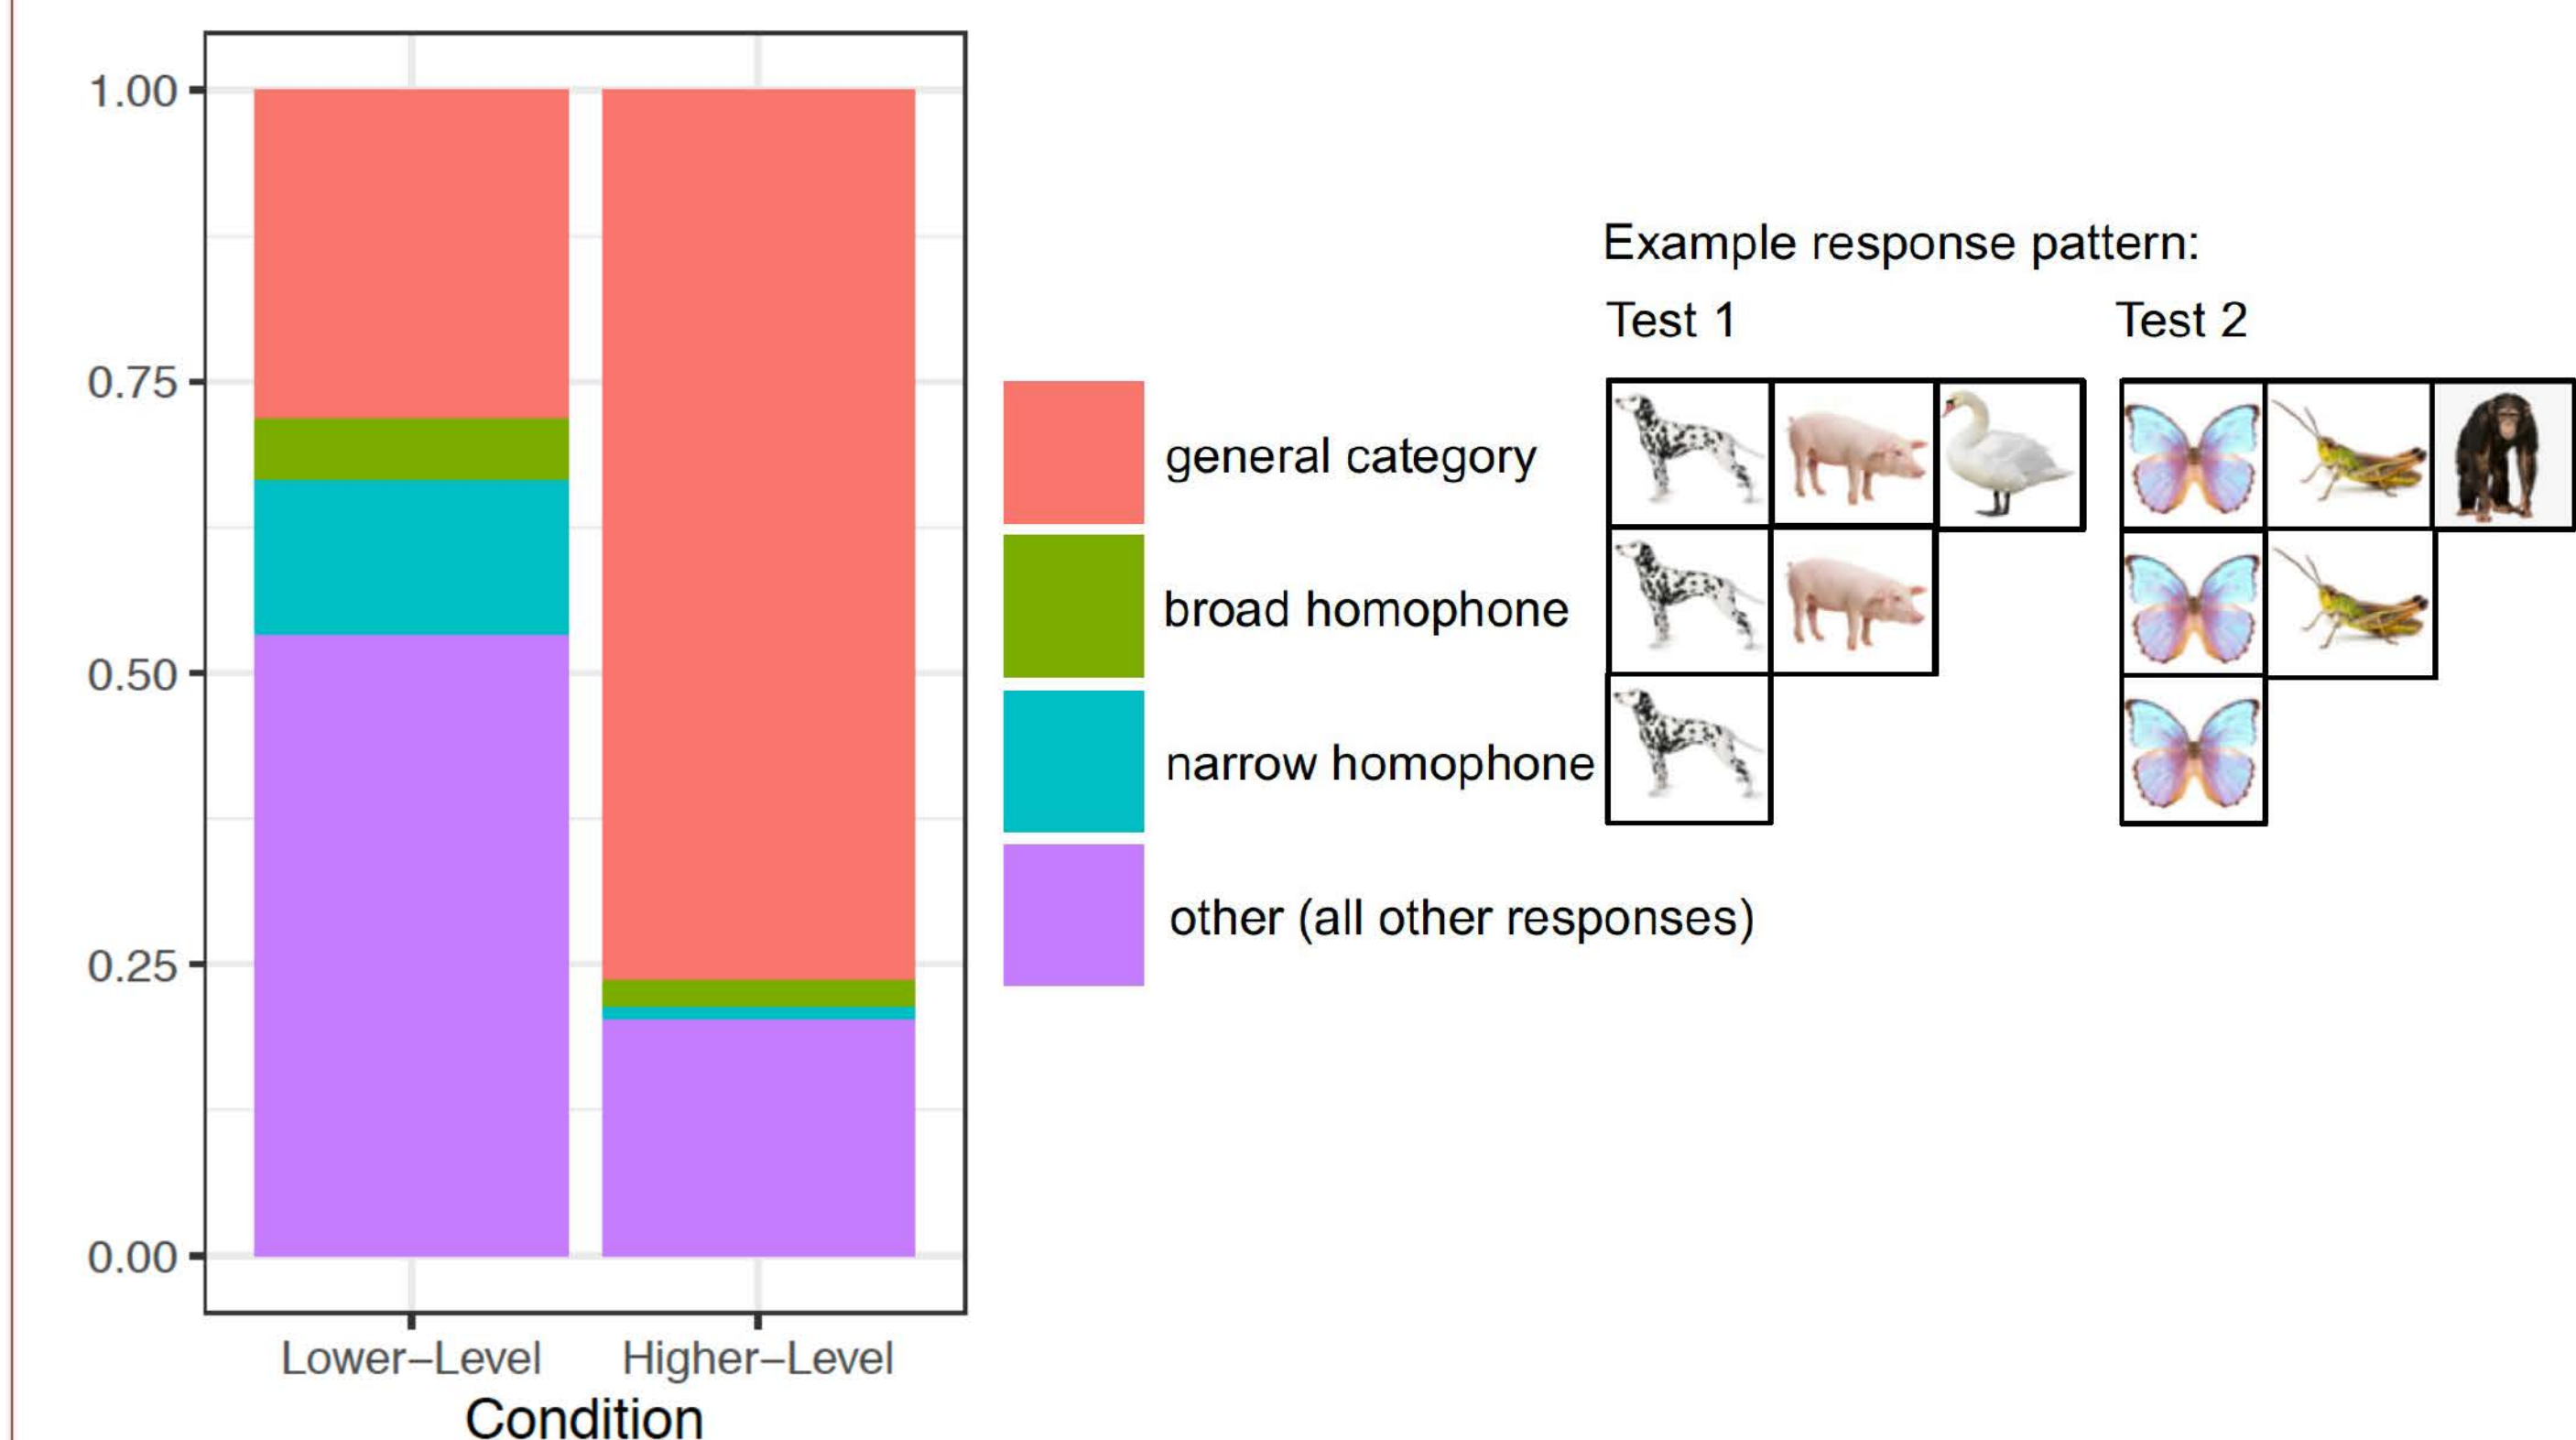 1.00
0.75
0.50
0.25
0.00
Lower–Level
Higher–Level
Condition
general category
broad homophone
narrow homophone
other (all other responses)
Example response pattern:
Test 1
Test 2